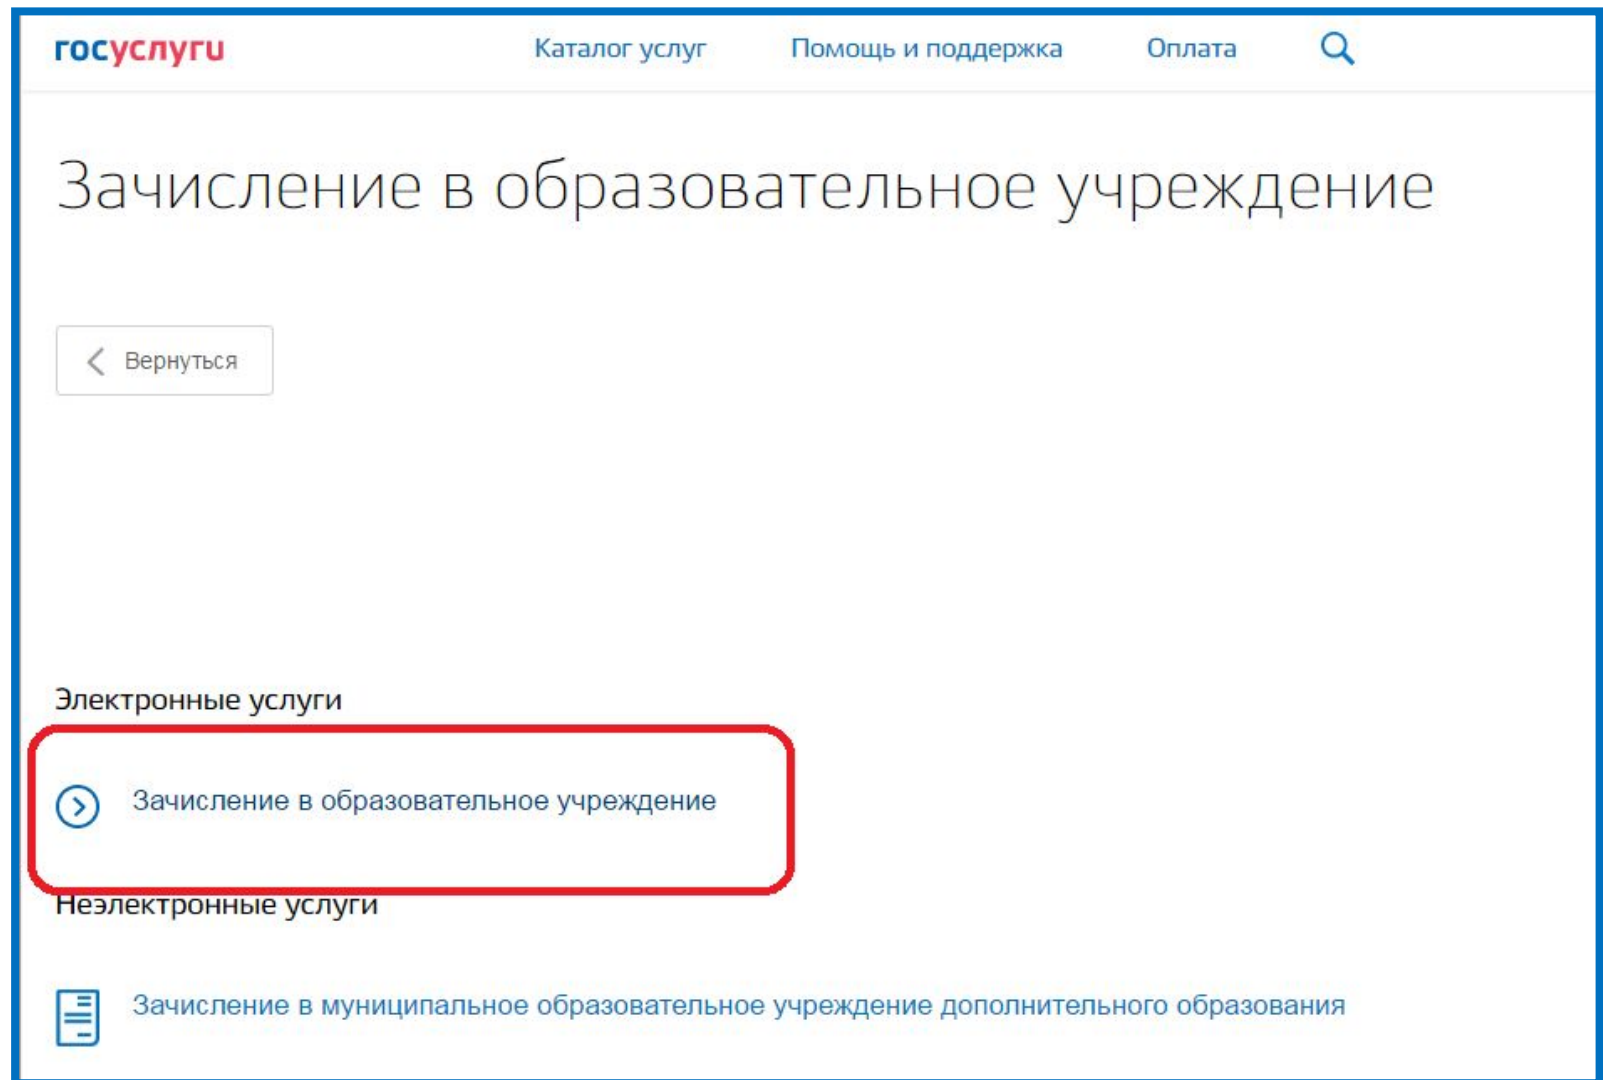 госуслуги Каталог услуг Помощь и поддержка Оплата
Зачисление в образовательное учреждение
Вернуться
Электронные услуги
Зачисление в образовательное учреждение
Неэлектронные услуги
Зачисление в муниципальное образовательное учреждение дополнительного образования